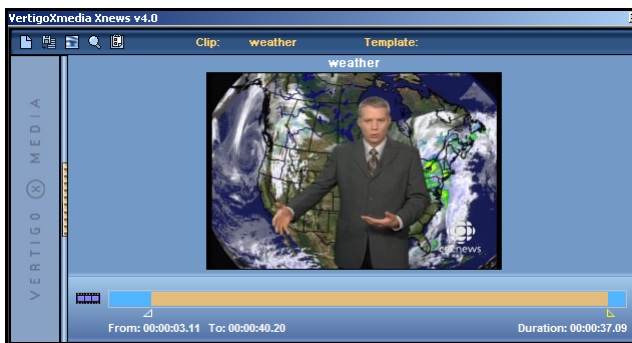 VertigoXmedia Xnews v4.0
Clip: weather Template:
weather
VERTIGO X MEDIA
news
From: 00:00:03.11 To: 00:00:40.20 Duration: 00:00:37.09